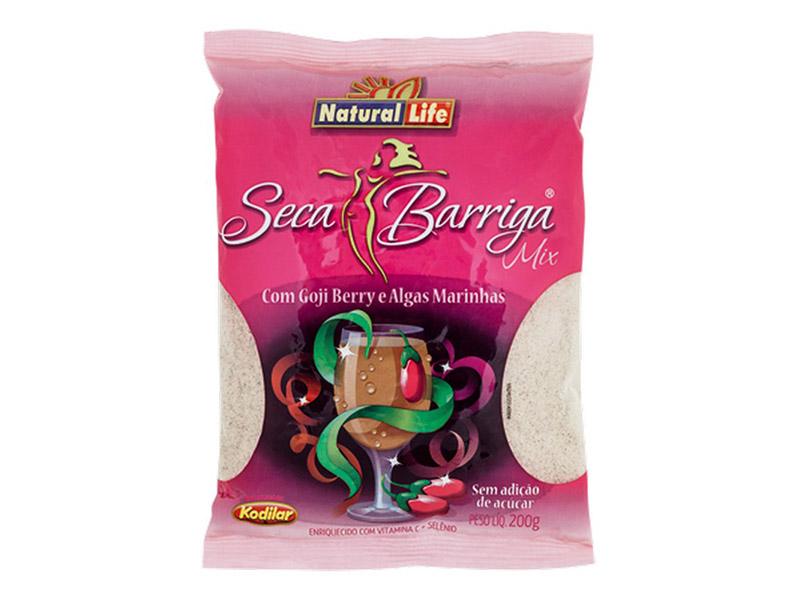 Natural Life
Seca Barriga®
Mix
Com Goji Berry e Algas Marinhas
Sem adição
de açúcar
PESO LÍQ. 200g
Kodilar
ENRIQUECIDO COM VITAMINA C + SELÊNIO